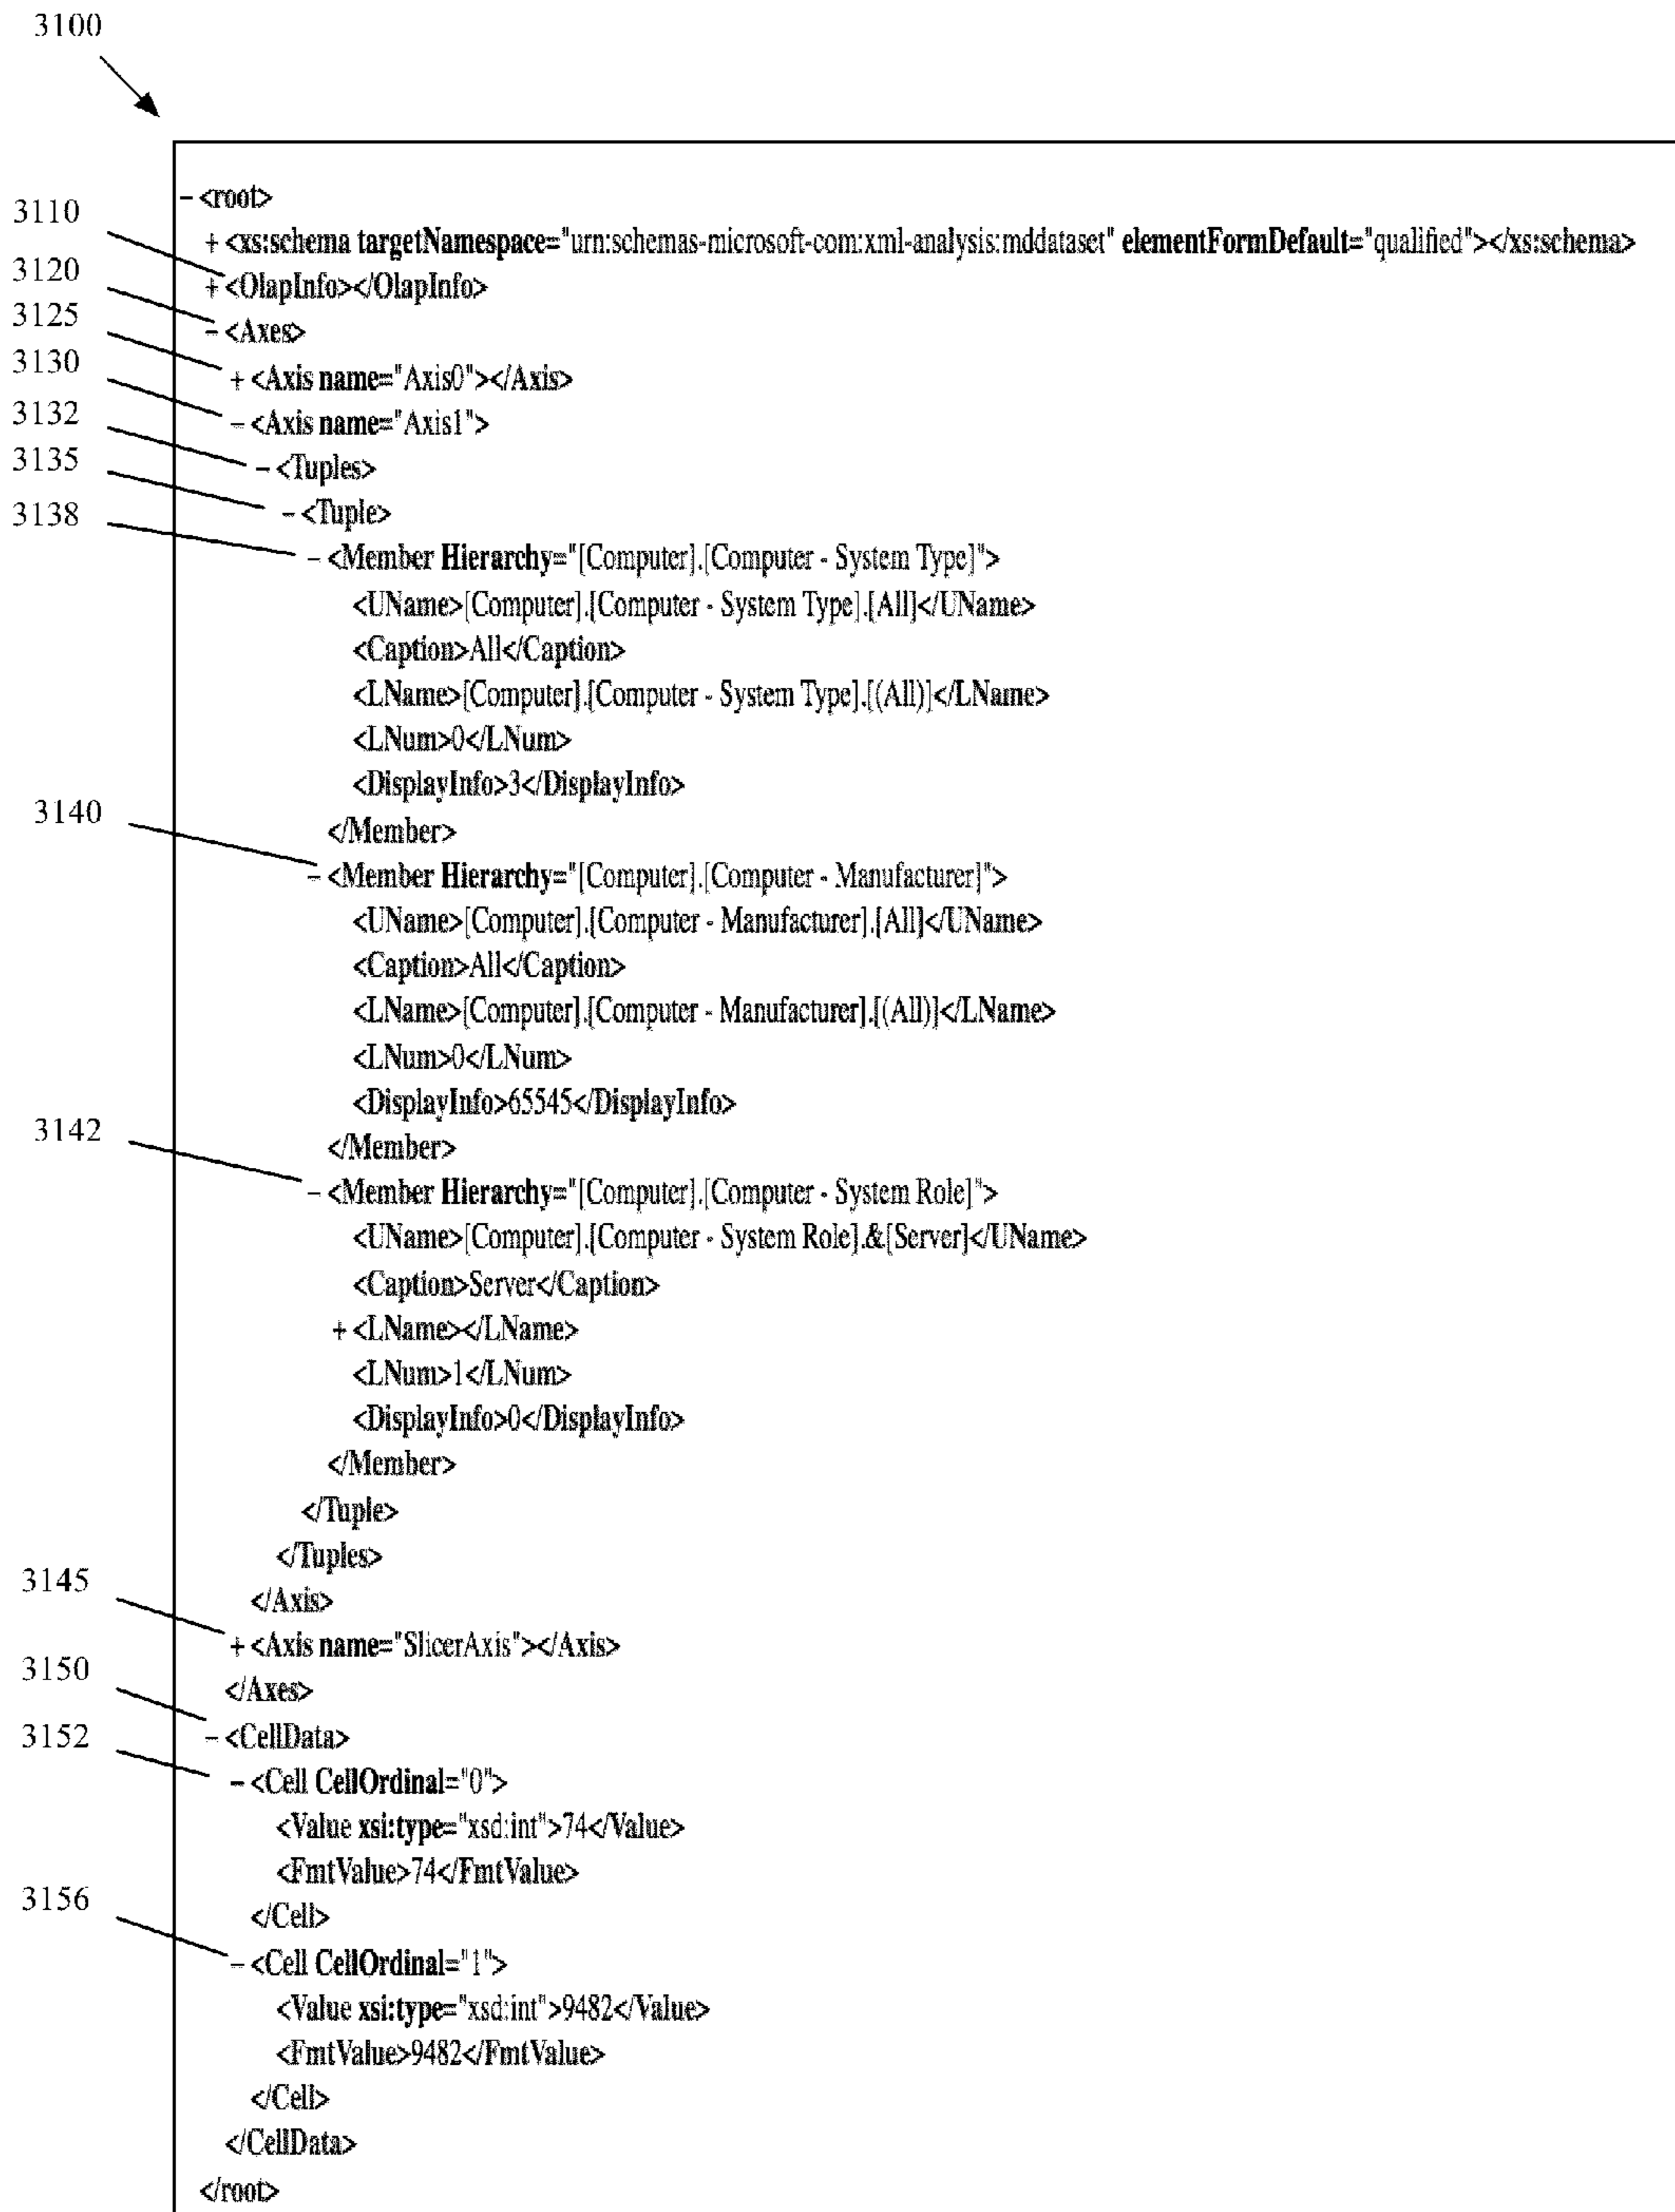 3100
- <root>
3110
+ <xs:schema targetNamespace="urn:schemas-microsoft-com:xml-analysis:mddataset" elementFormDefault="qualified"></xs:schema>
3120
+ <OlapInfo></OlapInfo>
3125
- <Axes>
3130
+ <Axis name="Axis0"></Axis>
3132
- <Axis name="Axis1">
3135
- <Tuples>
3138
- <Tuple>
- <Member Hierarchy="[Computer].[Computer - System Type]">
<UName>[Computer].[Computer - System Type].[All]</UName>
<Caption>All</Caption>
<LName>[Computer].[Computer - System Type].[(All)]</LName>
<LNum>0</LNum>
<DisplayInfo>3</DisplayInfo>
3140
</Member>
- <Member Hierarchy="[Computer].[Computer - Manufacturer]">
<UName>[Computer].[Computer - Manufacturer].[All]</UName>
<Caption>All</Caption>
<LName>[Computer].[Computer - Manufacturer].[(All)]</LName>
<LNum>0</LNum>
<DisplayInfo>65545</DisplayInfo>
3142
</Member>
- <Member Hierarchy="[Computer].[Computer - System Role]">
<UName>[Computer].[Computer - System Role].&[Server]</UName>
<Caption>Server</Caption>
+ <LName></LName>
<LNum>1</LNum>
<DisplayInfo>0</DisplayInfo>
</Member>
</Tuple>
</Tuples>
3145
</Axis>
+ <Axis name="SlicerAxis"></Axis>
3150
</Axes>
3152
- <CellData>
- <Cell CellOrdinal="0">
<Value xsi:type="xsd:int">74</Value>
<FmtValue>74</FmtValue>
3156
</Cell>
- <Cell CellOrdinal="1">
<Value xsi:type="xsd:int">9482</Value>
<FmtValue>9482</FmtValue>
</Cell>
</CellData>
</root>